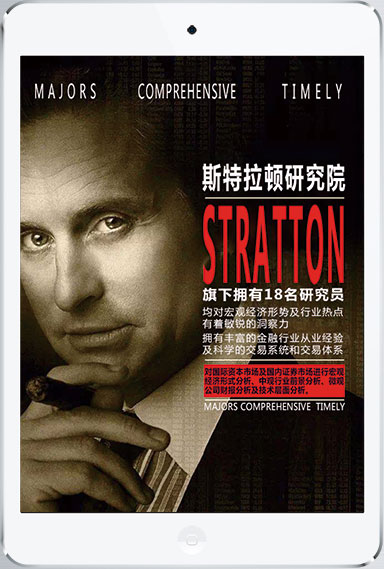 MAJORS COMPREHENSIVE TIMELY
斯特拉顿研究院
STRATTON
旗下拥有18名研究员
均对宏观经济形势及行业热点
有着敏锐的洞察力
拥有丰富的金融行业从业经验
及科学的交易系统和交易体系
对国际资本市场及国内证券市场进行宏观
经济形式分析、中观行业前景分析、微观
公司财报分析及技术层面分析。
MAJORS COMPREHENSIVE TIMELY